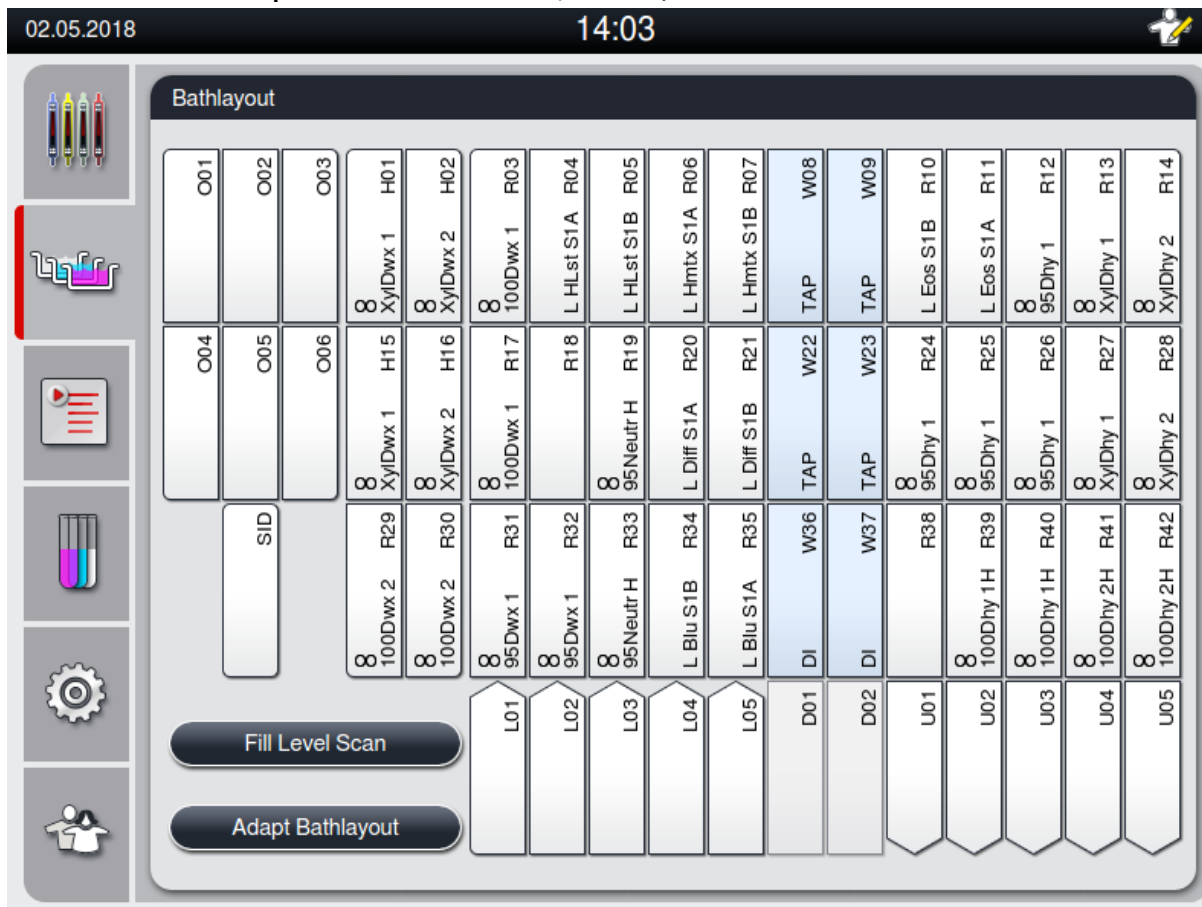 02.05.2018
14:03
Bathlayout
O01
O02
O03
XylDwx 1 H01
XylDwx 2 H02
100Dwx 1 R03
L HLst S1A R04
L HLst S1B R05
L Hmtx S1A R06
L Hmtx S1B R07
TAP W08
TAP W09
L Eos S1B R10
L Eos S1A R11
95Dhy 1 R12
XylDhy 1 R13
XylDhy 2 R14
O04
O05
O06
XylDwx 1 H15
XylDwx 2 H16
100Dwx 1 R17
R18
95Neutr H R19
L Diff S1A R20
L Diff S1B R21
TAP W22
TAP W23
95Dhy 1 R24
95Dhy 1 R25
95Dhy 1 R26
XylDhy 1 R27
XylDhy 2 R28
SID
100Dwx 2 R29
100Dwx 2 R30
95Dwx 1 R31
95Dwx 1 R32
95Neutr H R33
L Blu S1B R34
L Blu S1A R35
DI W36
DI W37
R38
100Dhy 1H R39
100Dhy 1H R40
100Dhy 2H R41
100Dhy 2H R42
L01
L02
L03
L04
L05
D01
D02
U01
U02
U03
U04
U05
Fill Level Scan
Adapt Bathlayout